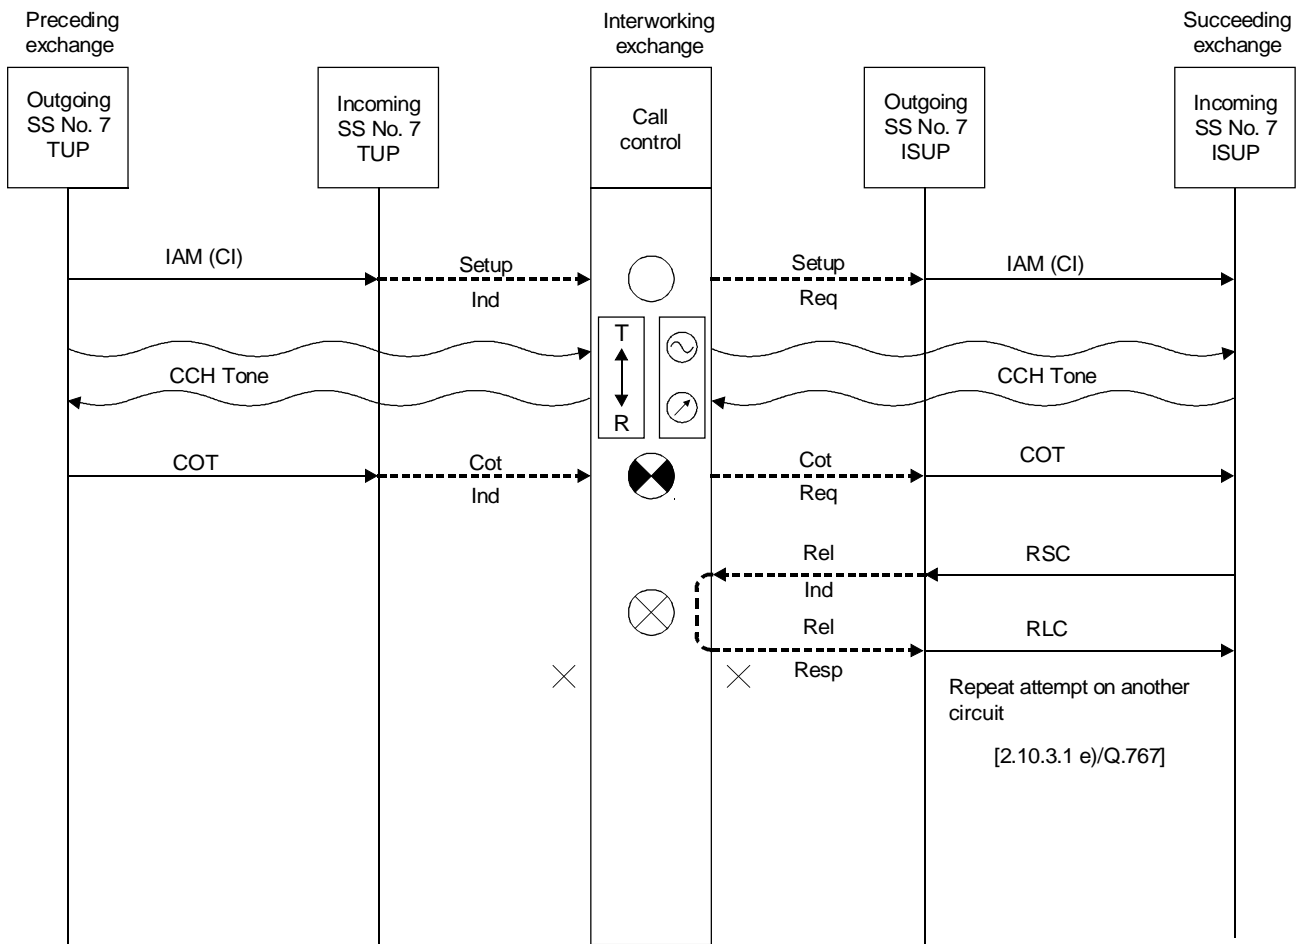 Preceding
exchange
Interworking
exchange
Succeeding
exchange
Outgoing
SS No. 7
TUP
Incoming
SS No. 7
TUP
Call
control
Outgoing
SS No. 7
ISUP
Incoming
SS No. 7
ISUP
IAM (CI)
Setup
Ind
Setup
Req
IAM (CI)
T
R
CCH Tone
CCH Tone
COT
Cot
Ind
Cot
Req
COT
Rel
Ind
RSC
Rel
Resp
RLC
Repeat attempt on another
circuit
[2.10.3.1 e)/Q.767]